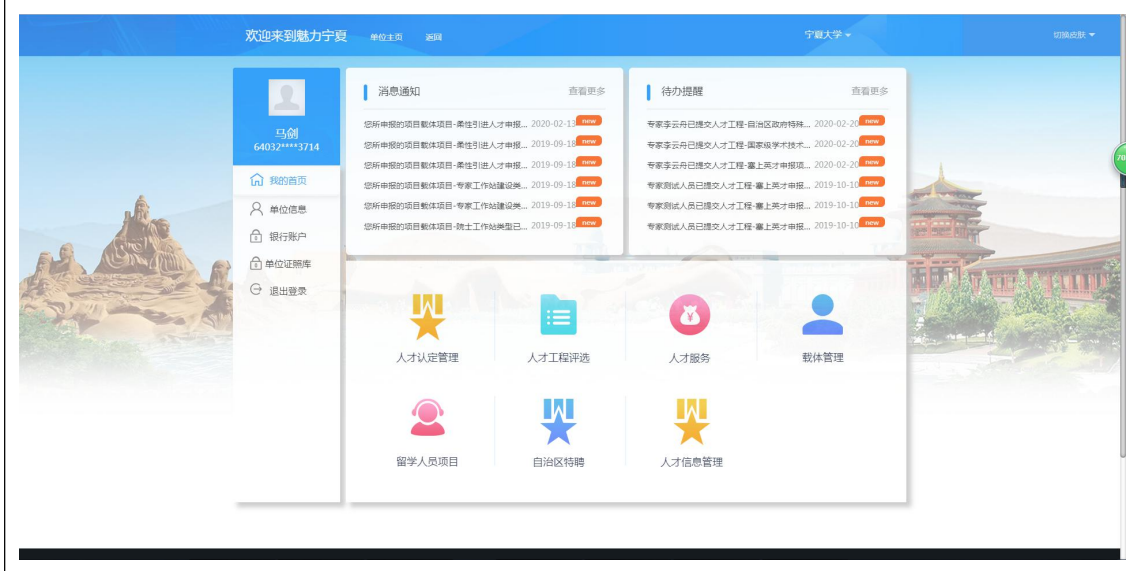 欢迎来到魅力宁夏 单位主页 返回 宁夏大学 切换皮肤
马剑
64032****3714
我的首页
单位信息
银行账户
单位证照库
退出登录
消息通知 查看更多
您所申报的项目载体项目-柔性引进人才申报... 2020-02-13 new
您所申报的项目载体项目-柔性引进人才申报... 2019-09-18 new
您所申报的项目载体项目-柔性引进人才申报... 2019-09-18 new
您所申报的项目载体项目-专家工作站建设类... 2019-09-18 new
您所申报的项目载体项目-专家工作站建设类... 2019-09-18 new
您所申报的项目载体项目-院士工作站类型已... 2019-09-18 new
待办提醒 查看更多
专家李云舟已提交人才工程-自治区政府特殊... 2020-02-20 new
专家李云舟已提交人才工程-国家级学术技术... 2020-02-20 new
专家李云舟已提交人才工程-塞上英才申报项... 2020-02-20 new
专家测试人员已提交人才工程-塞上英才申报... 2019-10-10 new
专家测试人员已提交人才工程-塞上英才申报... 2019-10-10 new
专家测试人员已提交人才工程-塞上英才申报... 2019-10-10 new
人才认定管理 人才工程评选 人才服务 载体管理
留学人员项目 自治区特聘 人才信息管理
70